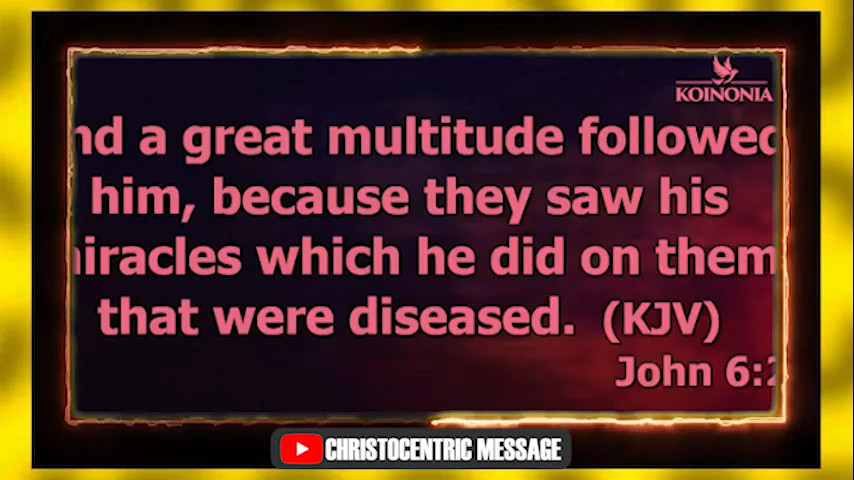 KOINONIA
nd a great multitude followed
him, because they saw his
miracles which he did on them
that were diseased. (KJV)
John 6:2
CHRISTOCENTRIC MESSAGE